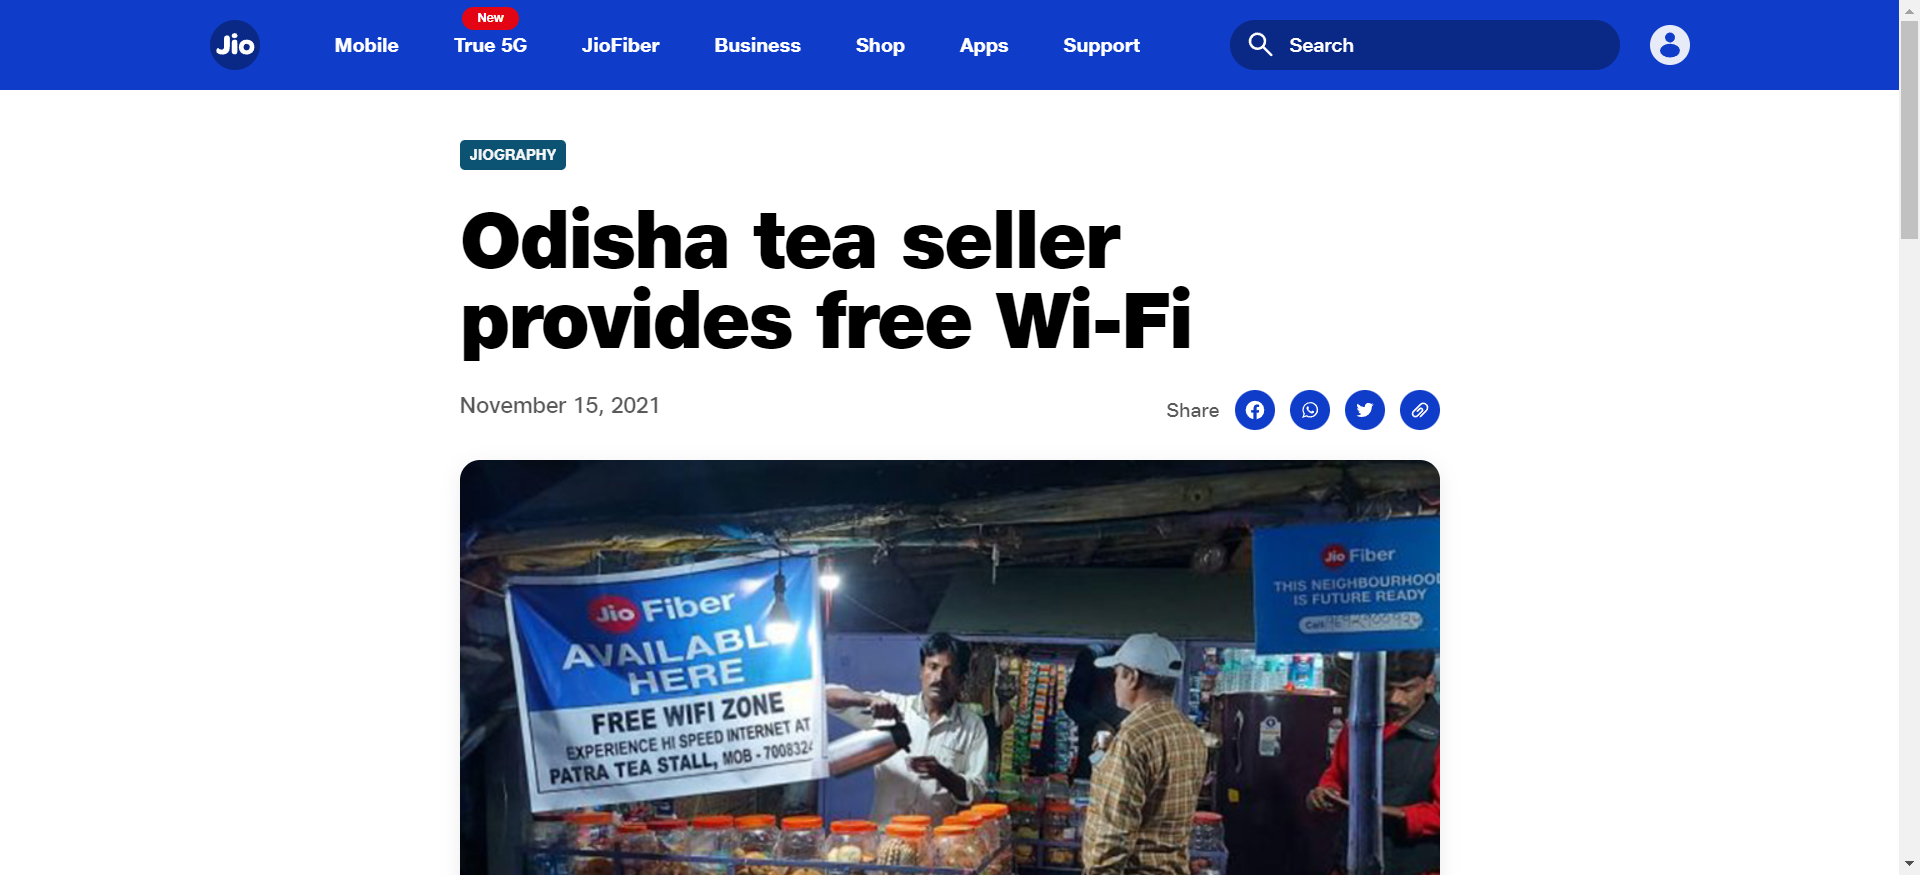 Jio
Mobile
New
True 5G
JioFiber
Business
Shop
Apps
Support
Search
JIOGRAPHY
Odisha tea seller
provides free Wi-Fi
November 15, 2021
Share
Jio Fiber
AVAILABLE
HERE
FREE WIFI ZONE
EXPERIENCE HI SPEED INTERNET AT
PATRA TEA STALL, MOB - 700832
Jio Fiber
THIS NEIGHBOURHOOD
IS FUTURE READY
Call